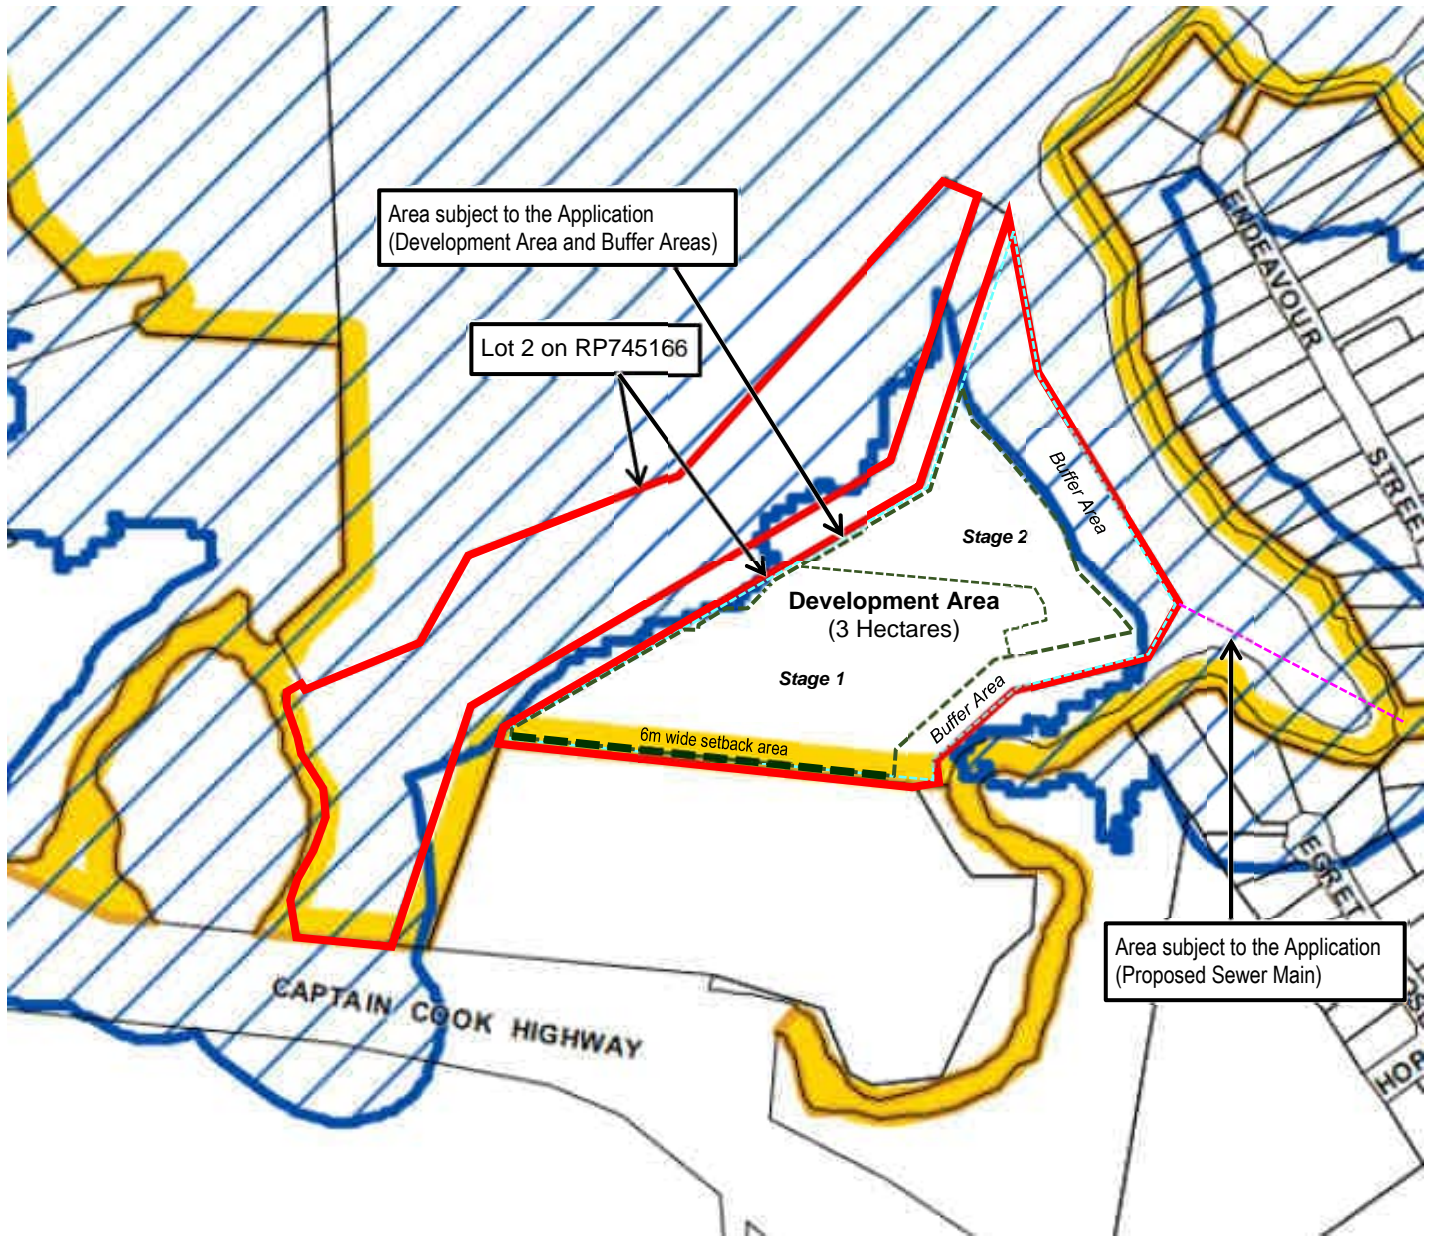 Area subject to the Application
(Development Area and Buffer Areas)
Lot 2 on RP745166
ENDEAVOUR
STREET
Buffer Area
Stage 2
Development Area
(3 Hectares)
Stage 1
Buffer Area
6m wide setback area
EGRET
Area subject to the Application
(Proposed Sewer Main)
CAPTAIN COOK HIGHWAY
HOP